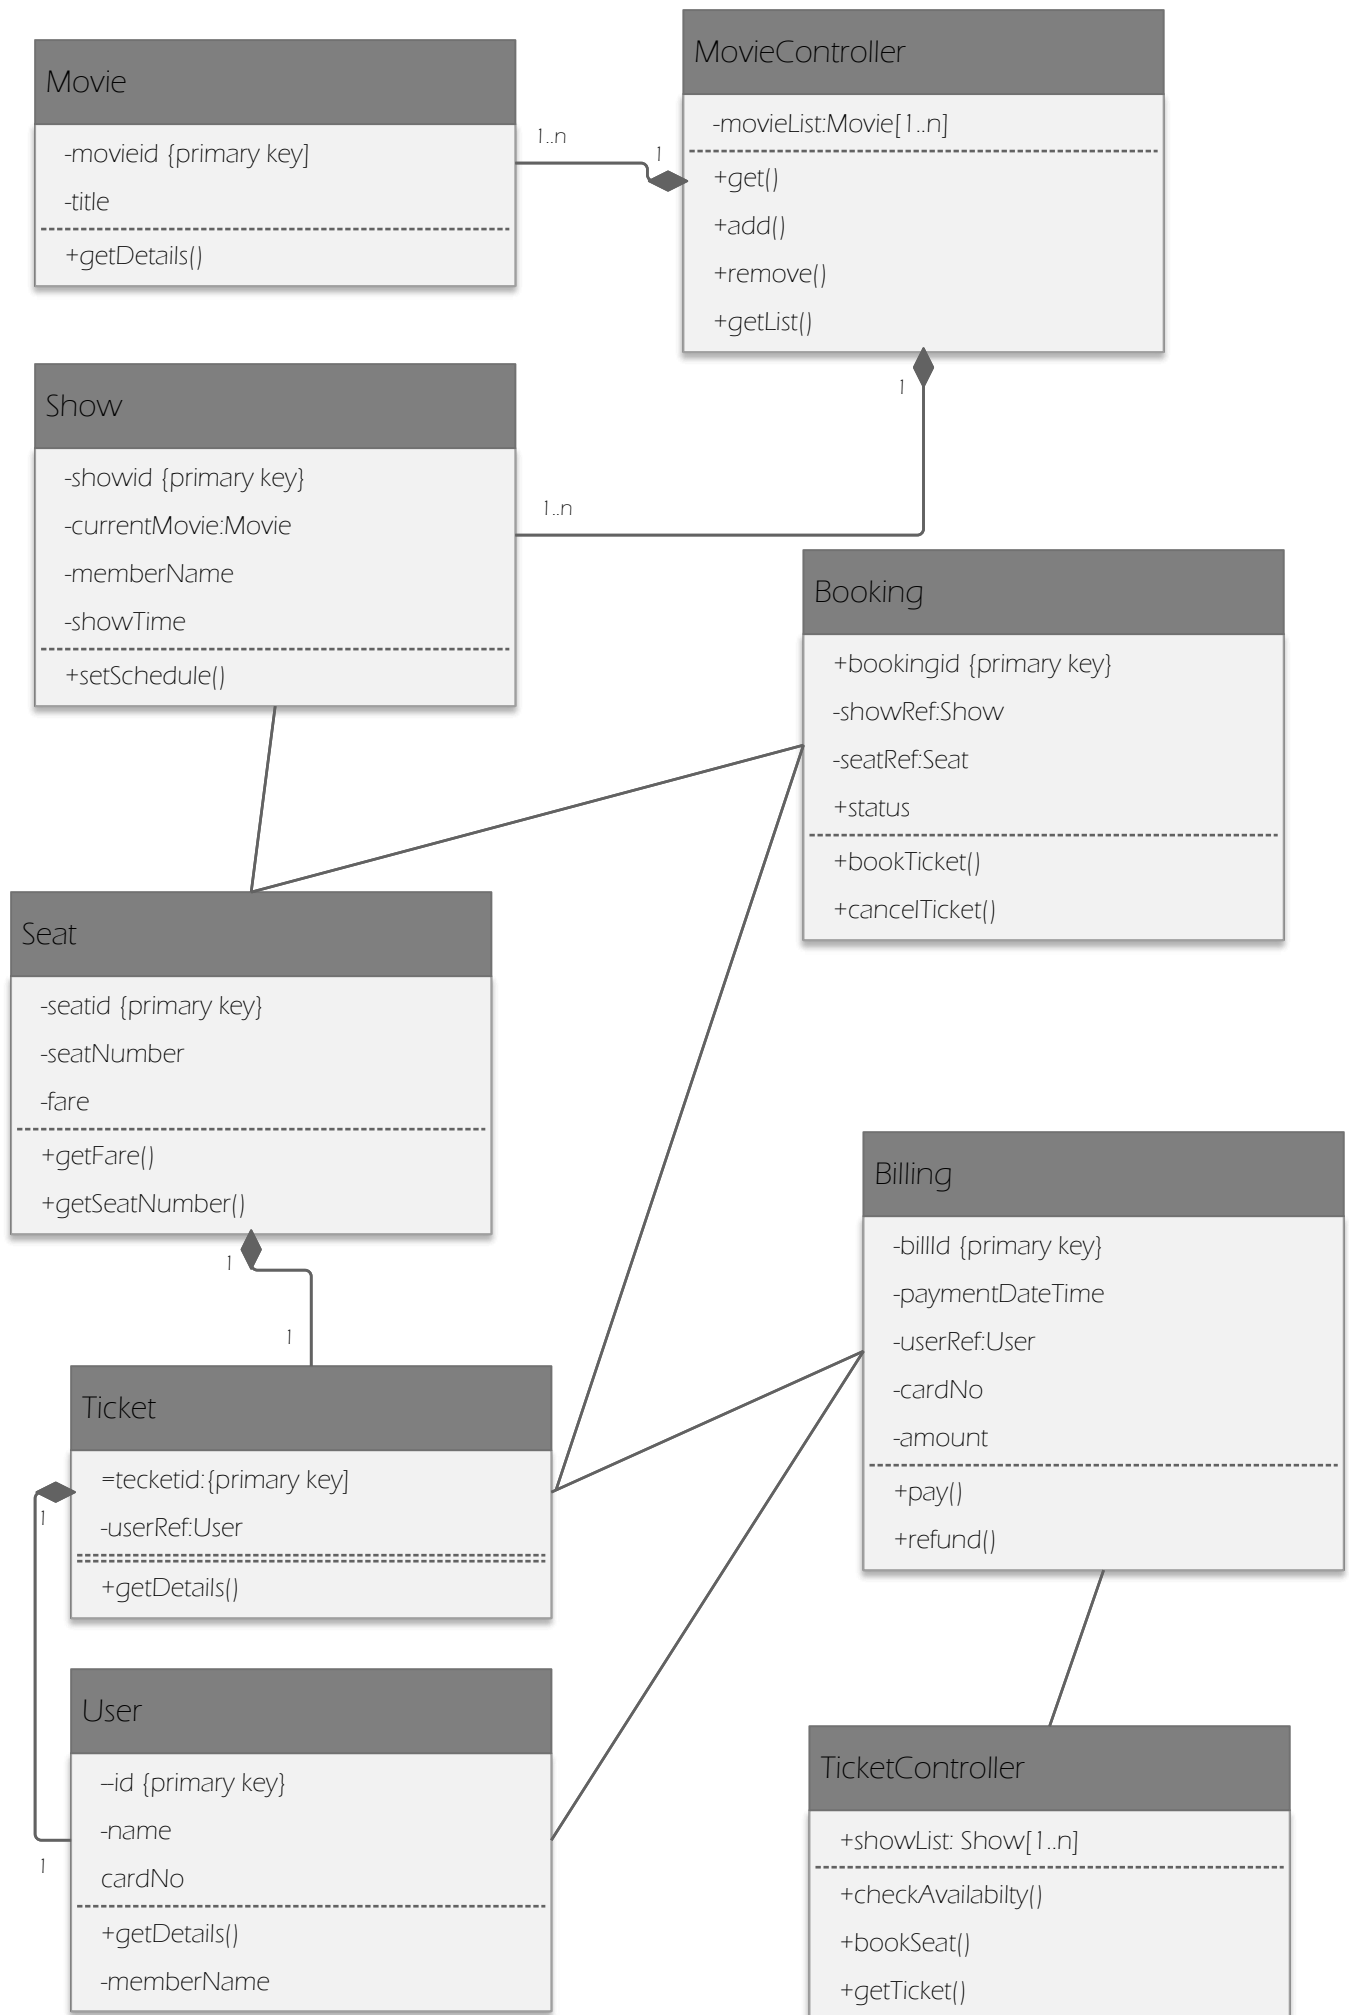 Movie
-movieid {primary key]
-title
+getDetails()
1..n
1
MovieController
-movieList:Movie[1..n]
+get()
+add()
+remove()
+getList()
1
Show
-showid {primary key}
-currentMovie:Movie
-memberName
-showTime
+setSchedule()
1..n
Booking
+bookingid {primary key}
-showRef:Show
-seatRef:Seat
+status
+bookTicket()
+cancelTicket()
Seat
-seatid {primary key}
-seatNumber
-fare
+getFare()
+getSeatNumber()
1
1
Billing
-billId {primary key}
-paymentDateTime
-userRef:User
-cardNo
-amount
+pay()
+refund()
Ticket
=tecketid:{primary key]
-userRef:User
+getDetails()
1
User
–id {primary key}
-name
cardNo
+getDetails()
-memberName
1
TicketController
+showList: Show[1..n]
+checkAvailabilty()
+bookSeat()
+getTicket()